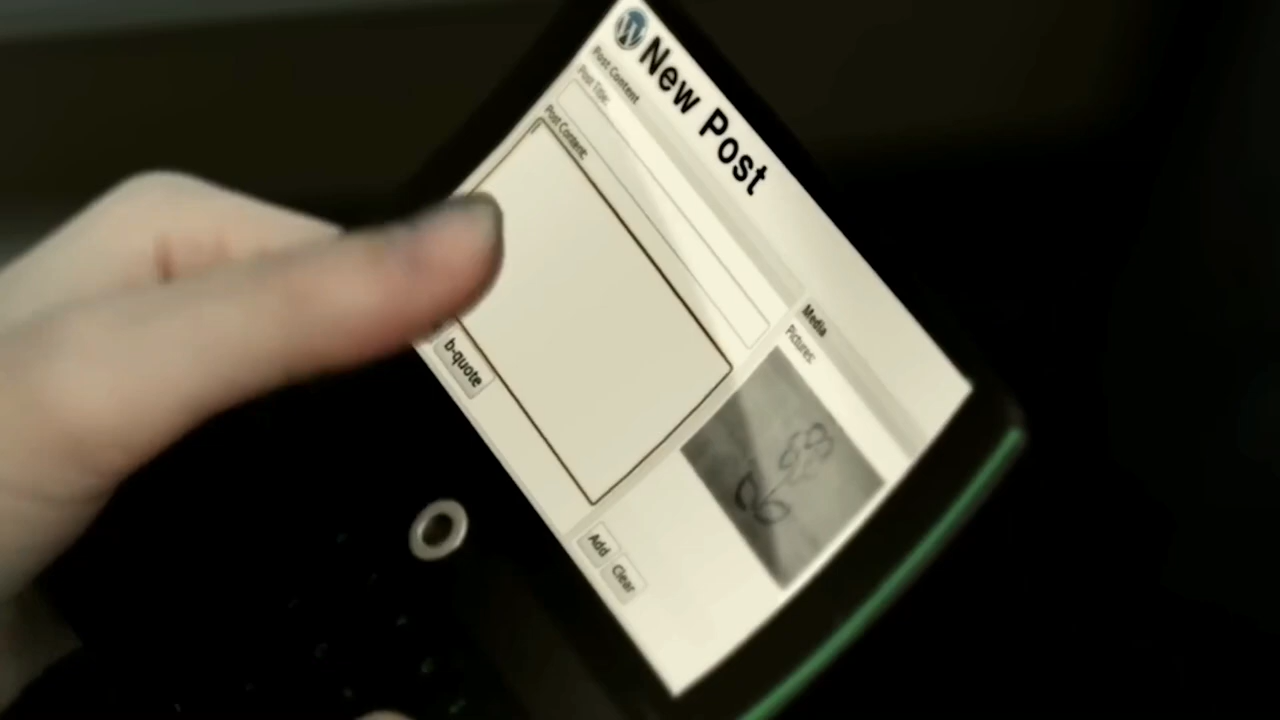 New Post
Post Content
Post Title:
Post Content:
b-quote
Media
Pictures:
Add
Clear